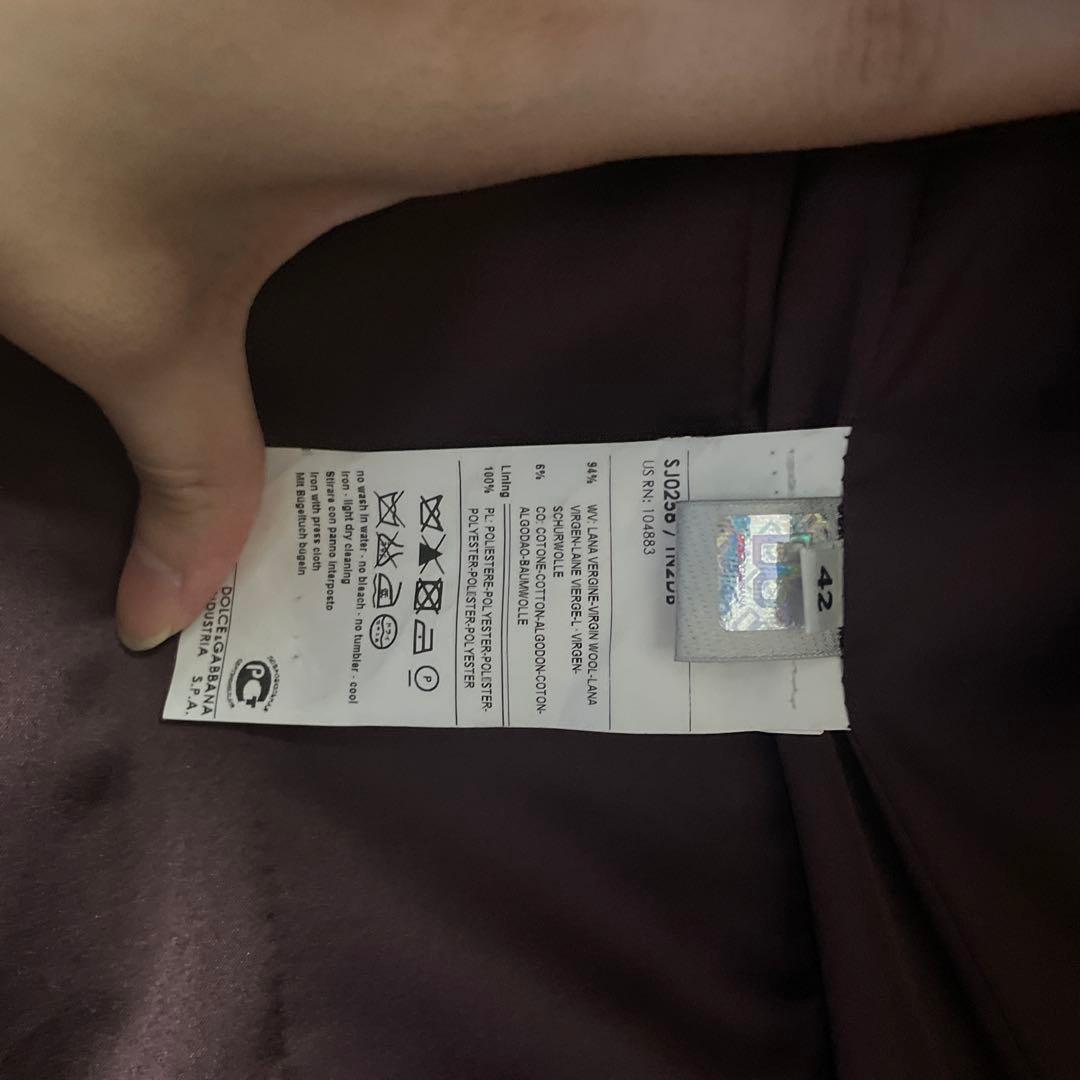 42
D&G
SJ0258 / TN2DB
US RN: 104883
94% WV: LANA VERGINE-VIRGIN WOOL-LANA
VIRGEN-LAINE VIERGE-L -VIRGEN-
SCHURWOLLE
6% CO: COTONE-COTTON-ALGODON-COTON-
ALGODAO-BAUMWOLLE
Lining
100% PL: POLIESTERE-POLYESTER-POLIESTER-
POLYESTER-POLIESTER-POLYESTER
P
no wash in water - no bleach - no tumbler - cool
iron - light dry cleaning
Stirare con panno interposto
Iron with press cloth
Mit Bügeltuch bügeln
PCT
DOLCE&GABBANA
INDUSTRIA S.P.A.